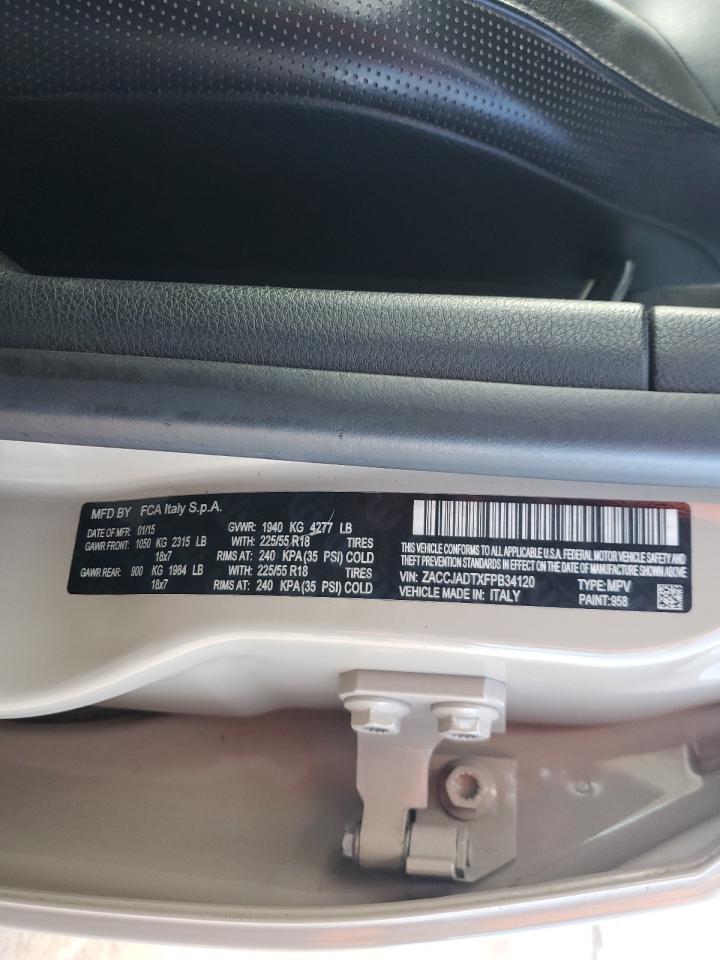 MFD BY FCA Italy S.p.A.
DATE OF MFR: 01/15 GVWR: 1940 KG 4277 LB
GAWR FRONT: 1050 KG 2315 LB WITH: 225/55 R18 TIRES
18x7 RIMS AT: 240 KPA (35 PSI) COLD
GAWR REAR: 900 KG 1984 LB WITH: 225/55 R18 TIRES
18x7 RIMS AT: 240 KPA (35 PSI) COLD
THIS VEHICLE CONFORMS TO ALL APPLICABLE U.S.A. FEDERAL MOTOR VEHICLE SAFETY AND
THEFT PREVENTION STANDARDS IN EFFECT ON THE DATE OF MANUFACTURE SHOWN ABOVE
VIN: ZACCJADTXFPB34120 TYPE: MPV
VEHICLE MADE IN: ITALY PAINT:958